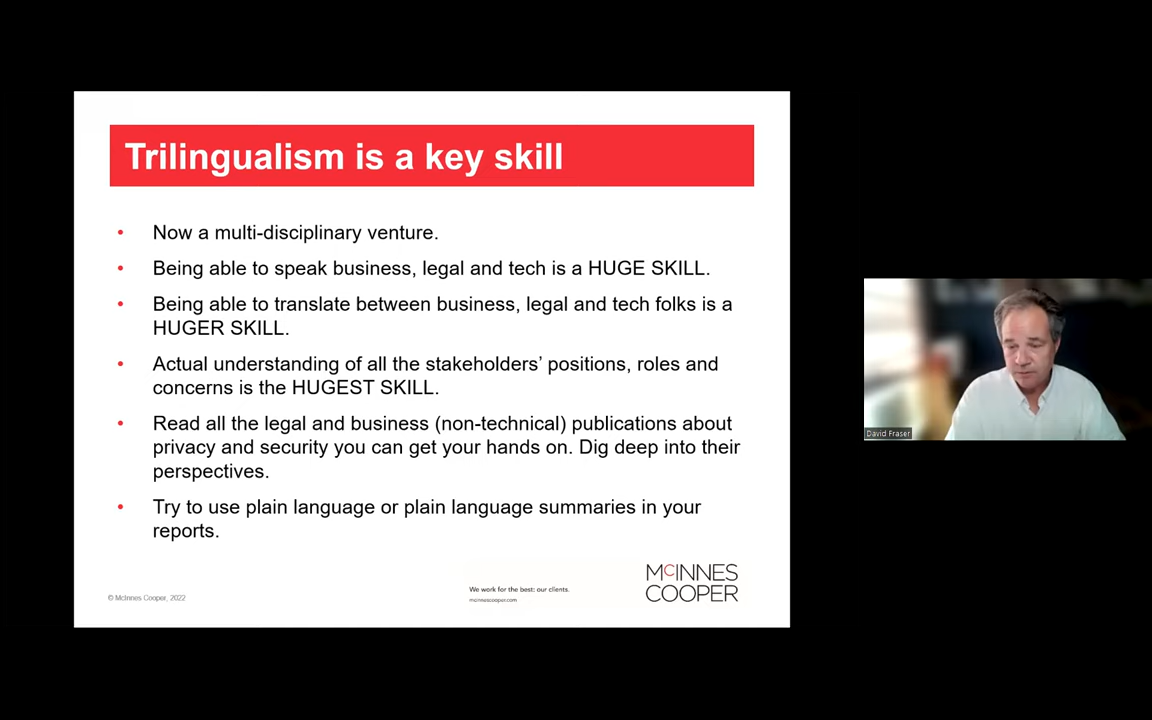 Trilingualism is a key skill
• Now a multi-disciplinary venture.
• Being able to speak business, legal and tech is a HUGE SKILL.
• Being able to translate between business, legal and tech folks is a
HUGER SKILL.
• Actual understanding of all the stakeholders’ positions, roles and
concerns is the HUGEST SKILL.
• Read all the legal and business (non-technical) publications about
privacy and security you can get your hands on. Dig deep into their
perspectives.
• Try to use plain language or plain language summaries in your
reports.
© McInnes Cooper, 2022
We work for the best: our clients.
mcinnescooper.com
McINNES
COOPER
David Fraser